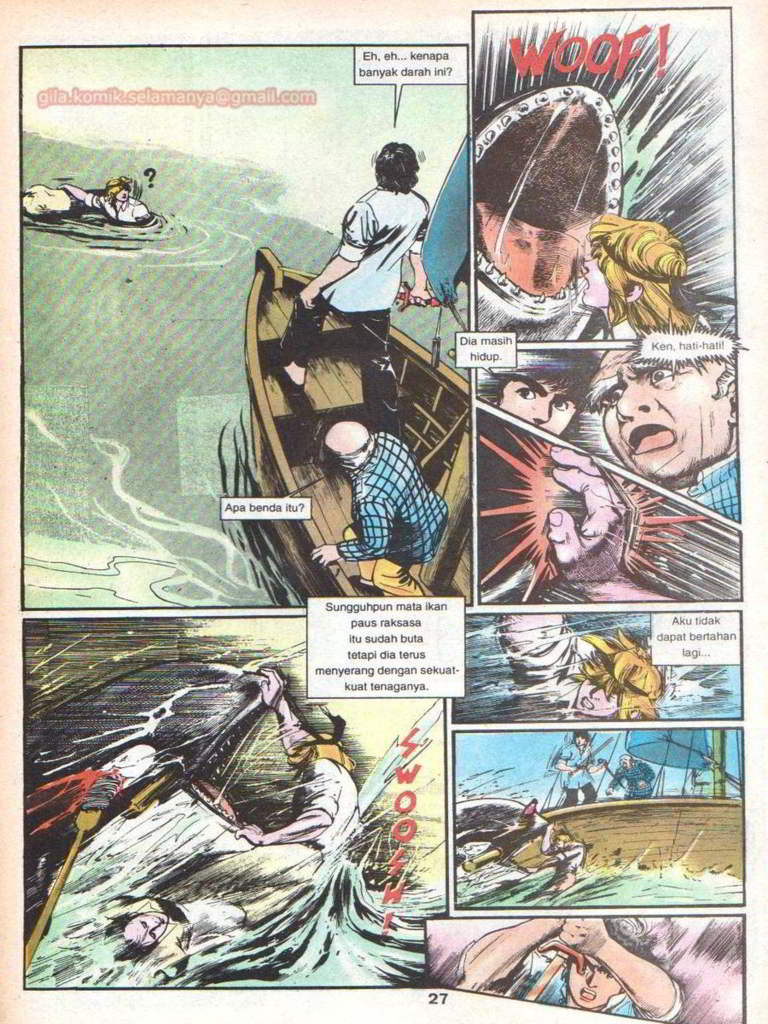 Eh, eh... kenapa
banyak darah ini?
gila.komik.selamanya@gmail.com
?
Apa benda itu?
WOOF!
Dia masih
hidup.
Ken, hati-hati!
Sungguhpun mata ikan
paus raksasa
itu sudah buta
tetapi dia terus
menyerang dengan sekuat-
kuat tenaganya.
SWOOSH!
Aku tidak
dapat bertahan
lagi...
27